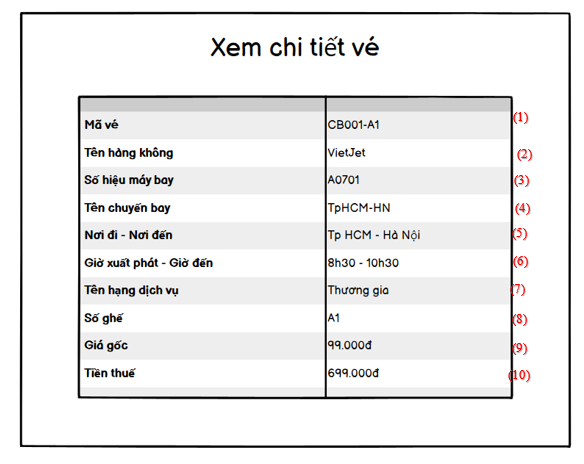 Xem chi tiết vé
Mã vé CB001-A1 (1)
Tên hàng không VietJet (2)
Số hiệu máy bay A0701 (3)
Tên chuyến bay TpHCM-HN (4)
Nơi đi - Nơi đến Tp HCM - Hà Nội (5)
Giờ xuất phát - Giờ đến 8h30 - 10h30 (6)
Tên hạng dịch vụ Thương gia (7)
Số ghế A1 (8)
Giá gốc 99.000đ (9)
Tiền thuế 699.000đ (10)